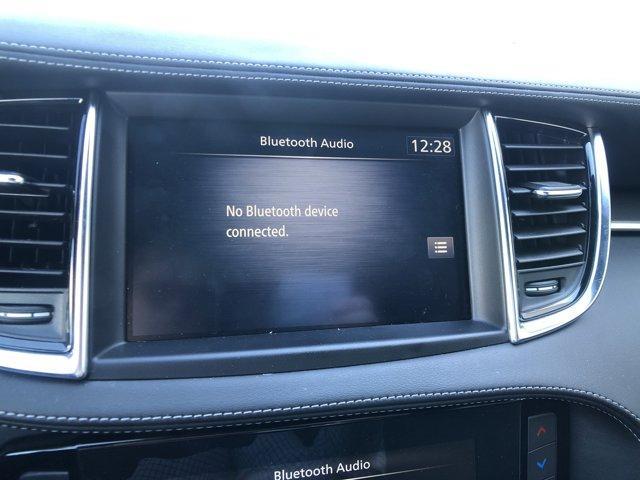 Bluetooth Audio
12:28
No Bluetooth device
connected.
Bluetooth Audio